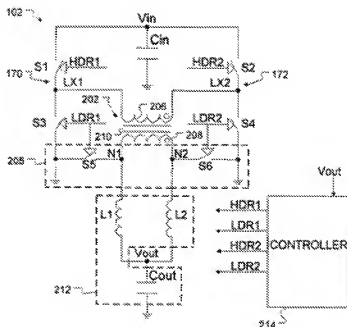 102
Vin
Cin
S1
HDR1
HDR2
S2
170
LX1
206
LX2
172
202
S3
LDR1
210
208
LDR2
S4
205
N1
N2
S5
S6
L1
L2
Vout
Cout
212
Vout
HDR1
LDR1
HDR2
LDR2
CONTROLLER
214